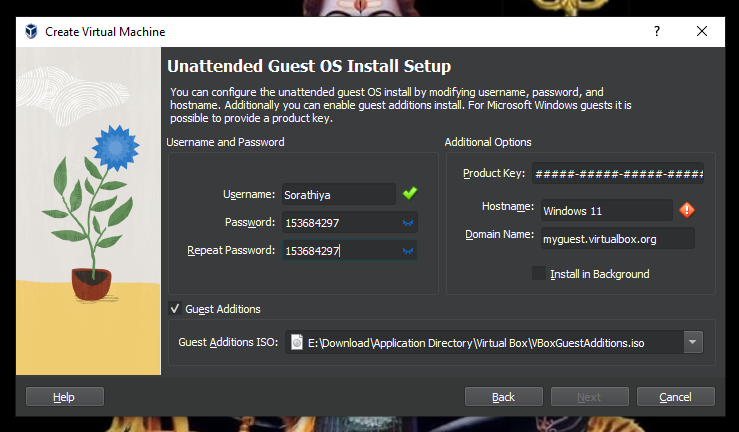 Create Virtual Machine
?
Unattended Guest OS Install Setup
You can configure the unattended guest OS install by modifying username, password, and
hostname. Additionally you can enable guest additions install. For Microsoft Windows guests it is
possible to provide a product key.
Username and Password
Username: Sorathiya
Password: 153684297
Repeat Password: 153684297
Additional Options
Product Key: #####-#####-#####-#####
Hostname: Windows 11
Domain Name: myguest.virtualbox.org
Install in Background
Guest Additions
Guest Additions ISO: E:\Download\Application Directory\Virtual Box\VBoxGuestAdditions.iso
Help
Back
Next
Cancel